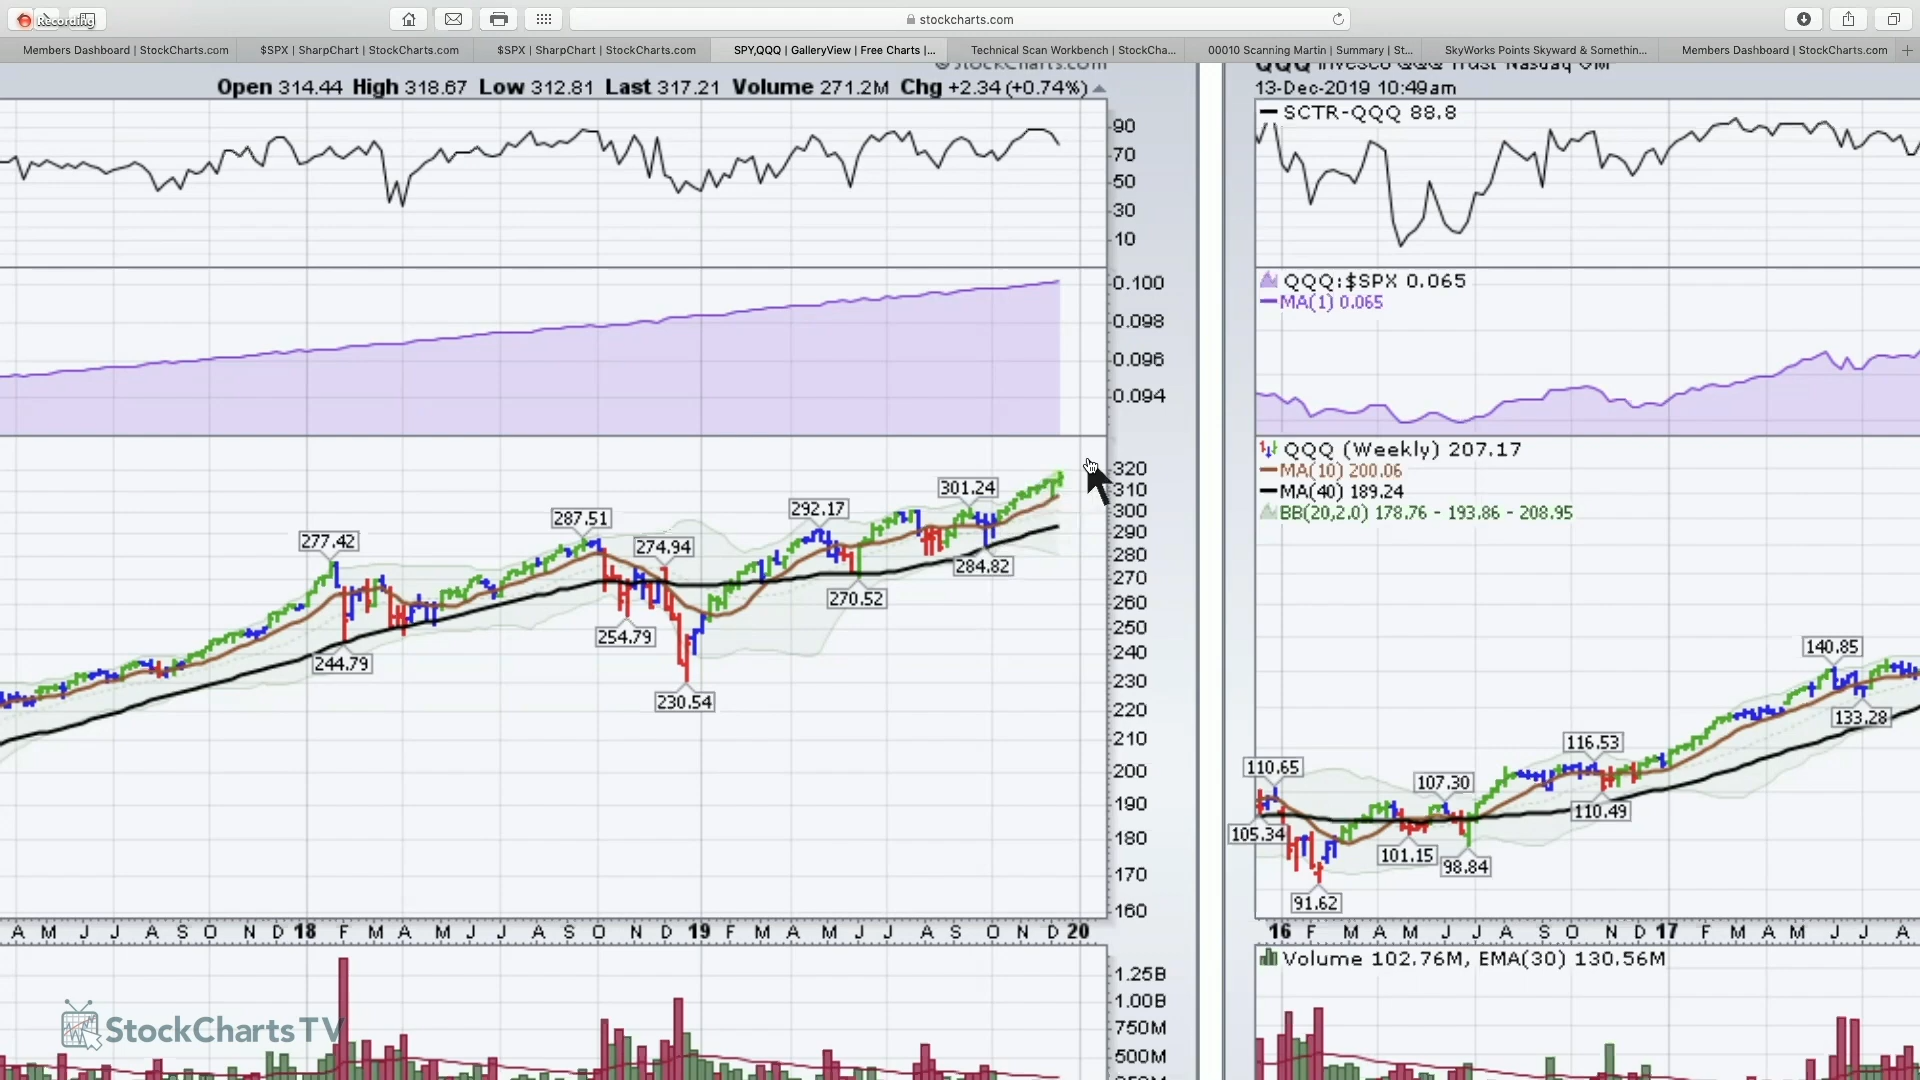 Recording
stockcharts.com
Members Dashboard | StockCharts.com
$SPX | SharpChart | StockCharts.com
$SPX | SharpChart | StockCharts.com
SPY,QQQ | GalleryView | Free Charts |...
Technical Scan Workbench | StockCha...
00010 Scanning Martin | Summary | St...
SkyWorks Points Skyward & Somethin...
Members Dashboard | StockCharts.com
© StockCharts.com
Open 314.44 High 318.67 Low 312.81 Last 317.21 Volume 271.2M Chg +2.34 (+0.74%)
90
70
50
30
10
0.100
0.098
0.096
0.094
320
310
300
290
280
270
260
250
240
230
220
210
200
190
180
170
160
277.42
244.79
287.51
254.79
274.94
230.54
292.17
270.52
301.24
284.82
A M J J A S O N D 18 F M A M J J A S O N D 19 F M A M J J A S O N D 20
1.25B
1.00B
750M
500M
StockCharts TV
QQQ Invesco QQQ Trust Nasdaq GM
13-Dec-2019 10:49am
SCTR-QQQ 88.8
QQQ:$SPX 0.065
MA(1) 0.065
QQQ (Weekly) 207.17
MA(10) 200.06
MA(40) 189.24
BB(20,2.0) 178.76 - 193.86 - 208.95
110.65
105.34
91.62
101.15
107.30
98.84
116.53
110.49
140.85
133.28
16 F M A M J J A S O N D 17 F M A M J J A
Volume 102.76M, EMA(30) 130.56M